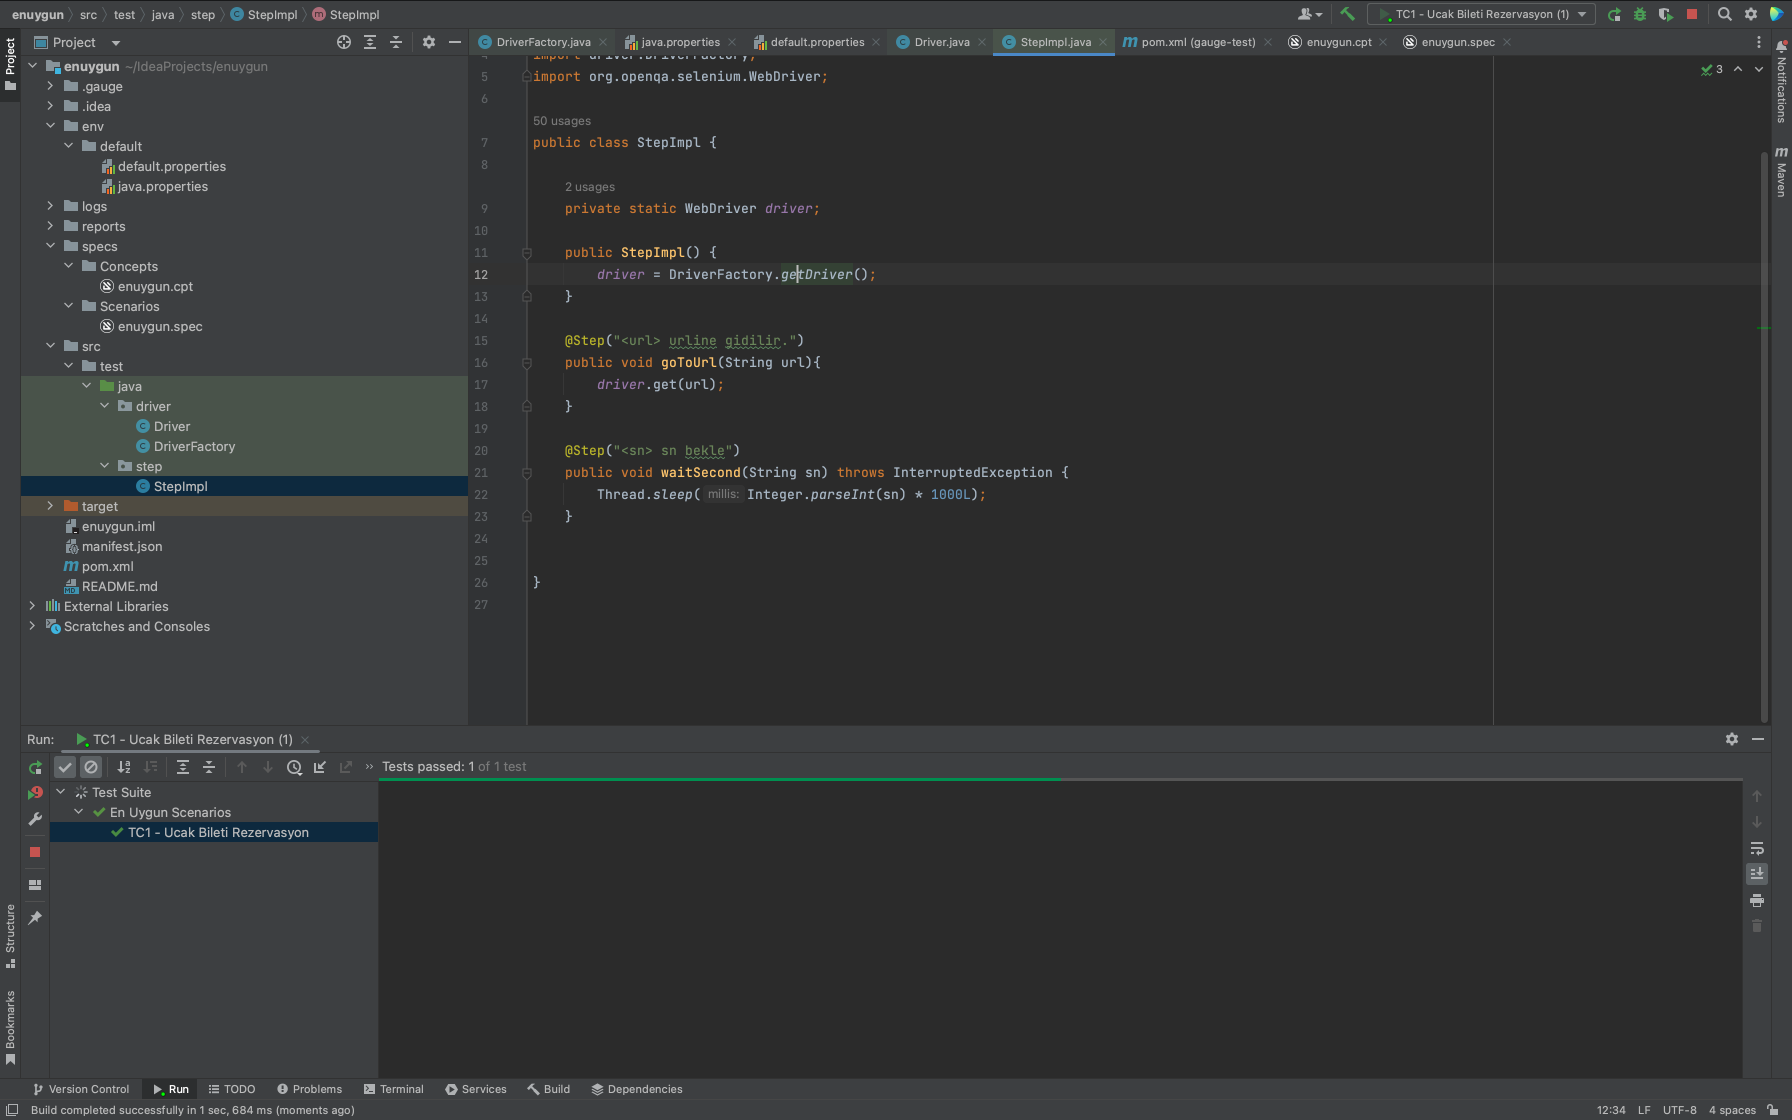 enuygun src test java step StepImpl StepImpl
TC1 - Ucak Bileti Rezervasyon (1)
Project
DriverFactory.java java.properties default.properties Driver.java StepImpl.java pom.xml (gauge-test) enuygun.cpt enuygun.spec
Project
Notifications
Maven
enuygun ~/IdeaProjects/enuygun
.gauge
.idea
env
default
default.properties
java.properties
logs
reports
specs
Concepts
enuygun.cpt
Scenarios
enuygun.spec
src
test
java
driver
Driver
DriverFactory
step
StepImpl
target
enuygun.iml
manifest.json
pom.xml
README.md
External Libraries
Scratches and Consoles
3
4 import driver.DriverFactory;
5 import org.openqa.selenium.WebDriver;
6
50 usages
7 public class StepImpl {
8
2 usages
9 private static WebDriver driver;
10
11 public StepImpl() {
12 driver = DriverFactory.getDriver();
13 }
14
15 @Step("<url> urline gidilir.")
16 public void goToUrl(String url){
17 driver.get(url);
18 }
19
20 @Step("<sn> sn bekle")
21 public void waitSecond(String sn) throws InterruptedException {
22 Thread.sleep( millis: Integer.parseInt(sn) * 1000L);
23 }
24
25
26 }
27
Run: TC1 - Ucak Bileti Rezervasyon (1)
Tests passed: 1 of 1 test
Test Suite
En Uygun Scenarios
TC1 - Ucak Bileti Rezervasyon
Structure
Bookmarks
Version Control Run TODO Problems Terminal Services Build Dependencies
Build completed successfully in 1 sec, 684 ms (moments ago)
12:34 LF UTF-8 4 spaces